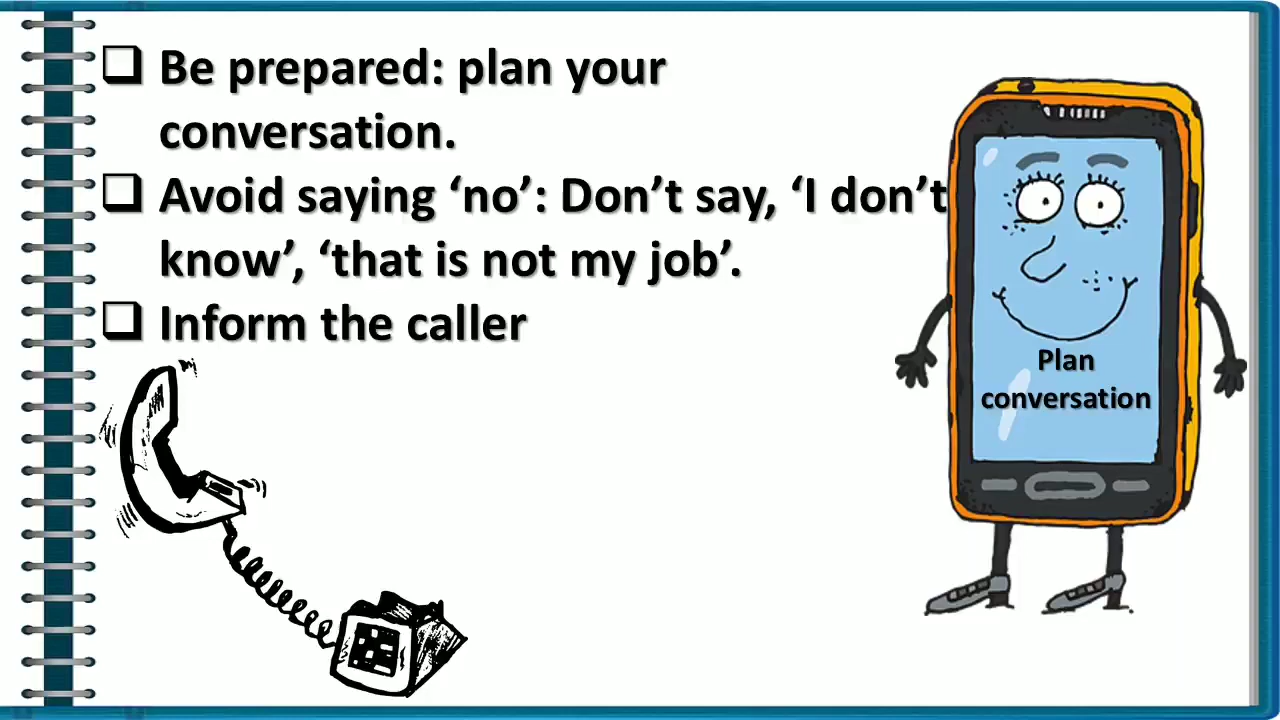 Be prepared: plan your
conversation.
Avoid saying ‘no’: Don’t say, ‘I don’t
know’, ‘that is not my job’.
Inform the caller
Plan
conversation